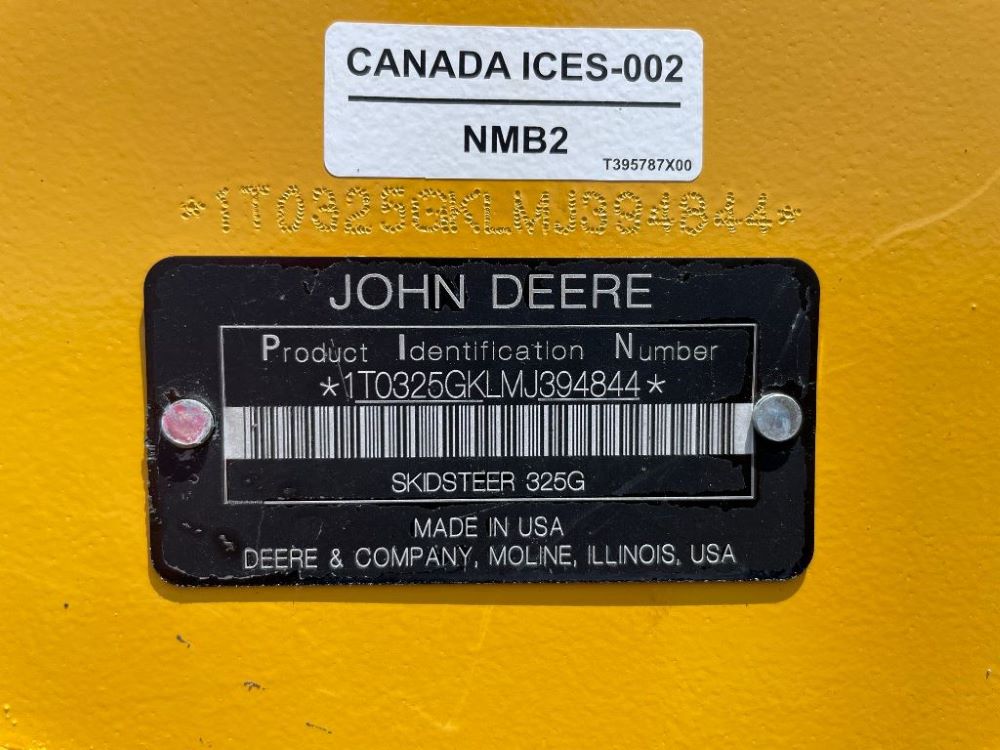 CANADA ICES-002
NMB2
T395787X00
*1T0325GKLMJ394844*
JOHN DEERE
Product Identification Number
*1T0325GKLMJ394844*
SKIDSTEER 325G
MADE IN USA
DEERE & COMPANY, MOLINE, ILLINOIS, USA